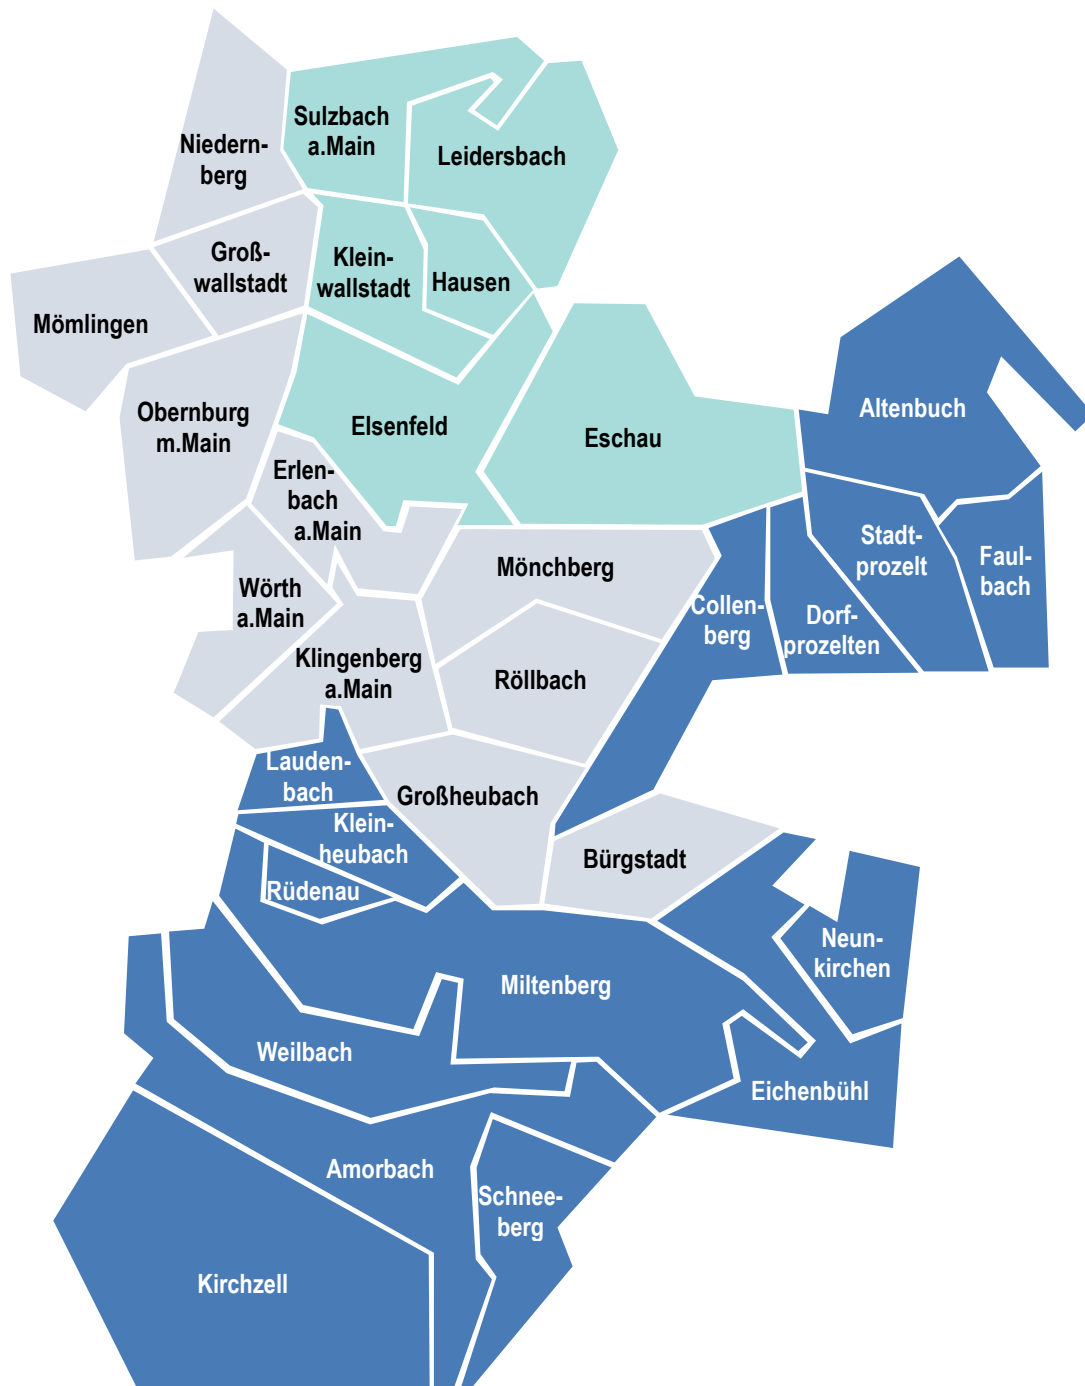 Sulzbach
a.Main
Niedern-
berg
Leidersbach
Groß-
wallstadt
Klein-
wallstadt
Hausen
Mömlingen
Obernburg
m.Main
Elsenfeld
Eschau
Altenbuch
Erlen-
bach
a.Main
Stadt-
prozelt
Faul-
bach
Mönchberg
Wörth
a.Main
Collen-
berg
Dorf-
prozelten
Klingenberg
a.Main
Röllbach
Lauden-
bach
Großheubach
Klein-
heubach
Bürgstadt
Rüdenau
Neun-
kirchen
Miltenberg
Weilbach
Eichenbühl
Amorbach
Schnee-
berg
Kirchzell